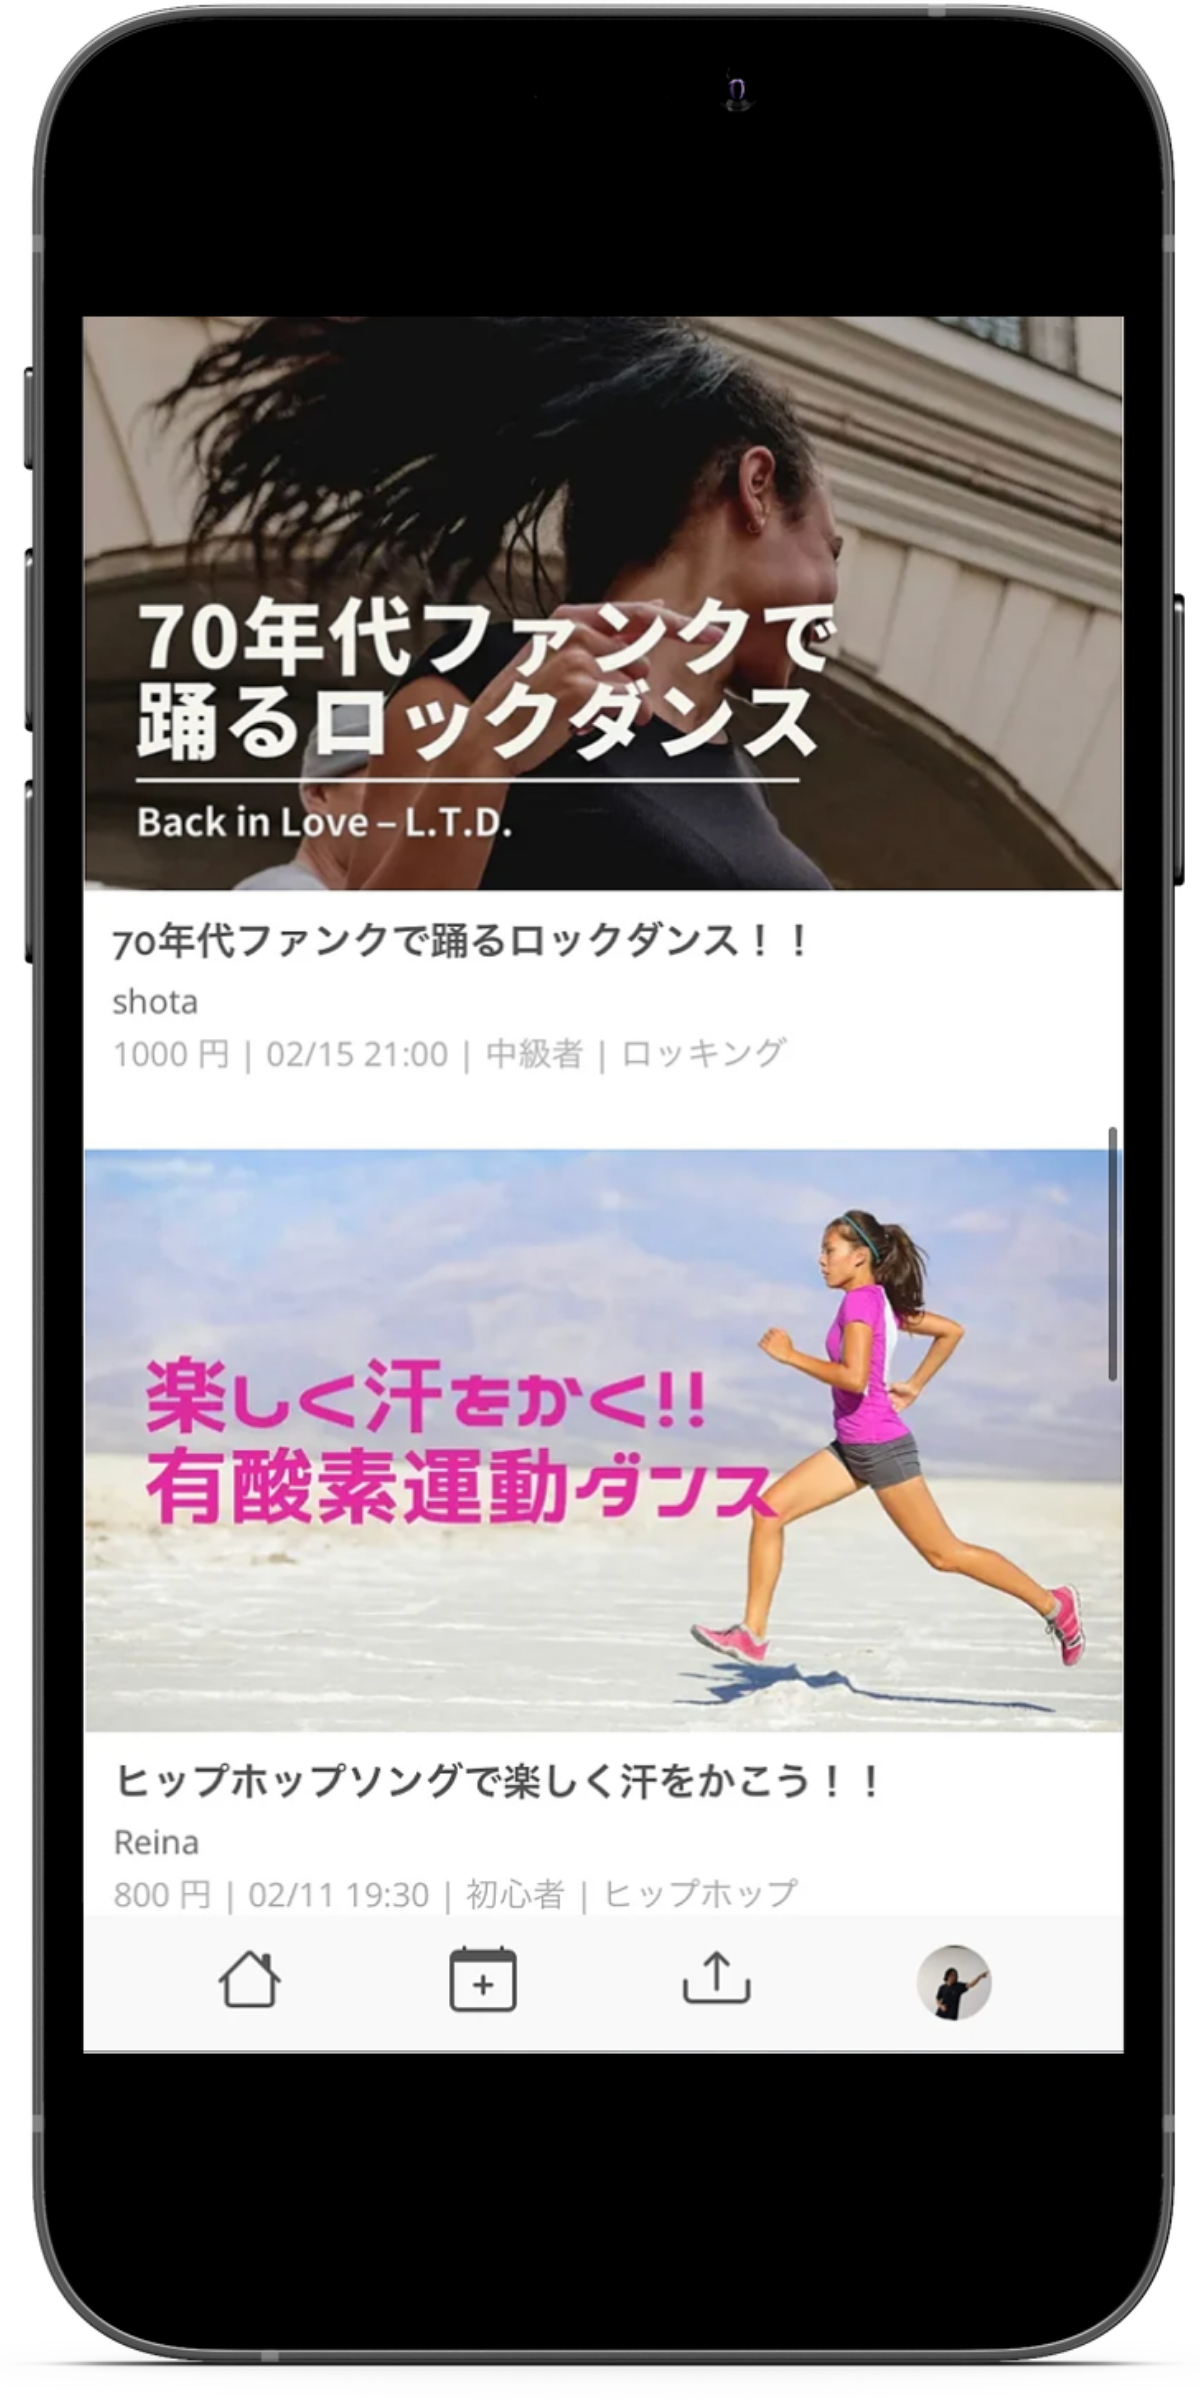 70年代ファンクで
踊るロックダンス
Back in Love – L.T.D.
70年代ファンクで踊るロックダンス！！
shota
1000 円 | 02/15 21:00 | 中級者 | ロッキング
楽しく汗をかく!!
有酸素運動ダンス
ヒップホップソングで楽しく汗をかこう！！
Reina
800 円 | 02/11 19:30 | 初心者 | ヒップホップ